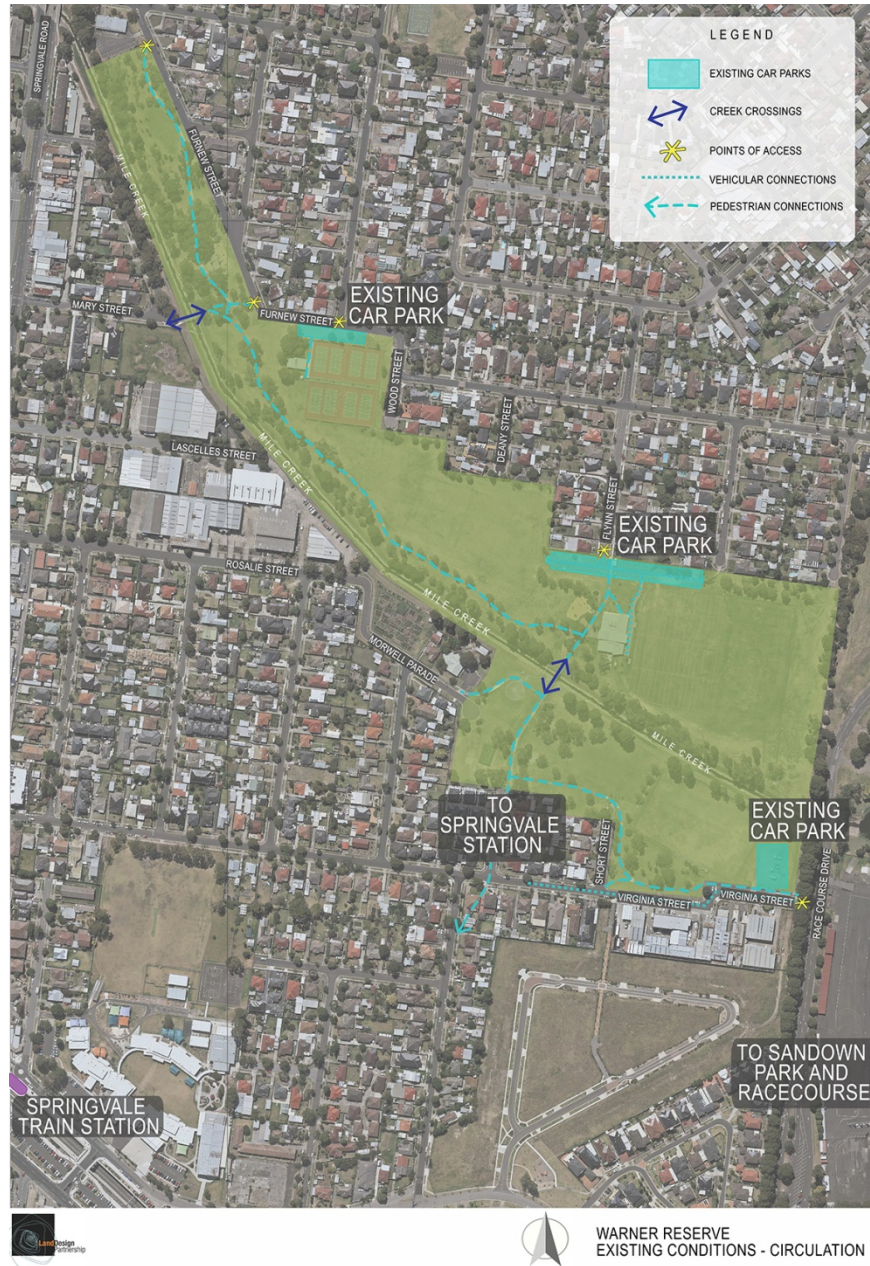 LEGEND
EXISTING CAR PARKS
CREEK CROSSINGS
POINTS OF ACCESS
VEHICULAR CONNECTIONS
PEDESTRIAN CONNECTIONS
SPRINGVALE ROAD
FURNEW STREET
MILE CREEK
MARY STREET
FURNEW STREET
EXISTING
CAR PARK
WOOD STREET
DEANY STREET
LASCELLES STREET
MILE CREEK
FLYNN STREET
EXISTING
CAR PARK
ROSALIE STREET
MILE CREEK
MORWELL PARADE
MILE CREEK
TO
SPRINGVALE
STATION
EXISTING
CAR PARK
SHORT STREET
RACE COURSE DRIVE
VIRGINIA STREET
VIRGINIA STREET
TO SANDOWN
PARK AND
RACECOURSE
SPRINGVALE
TRAIN STATION
LandDesign
Partnership
WARNER RESERVE
EXISTING CONDITIONS - CIRCULATION